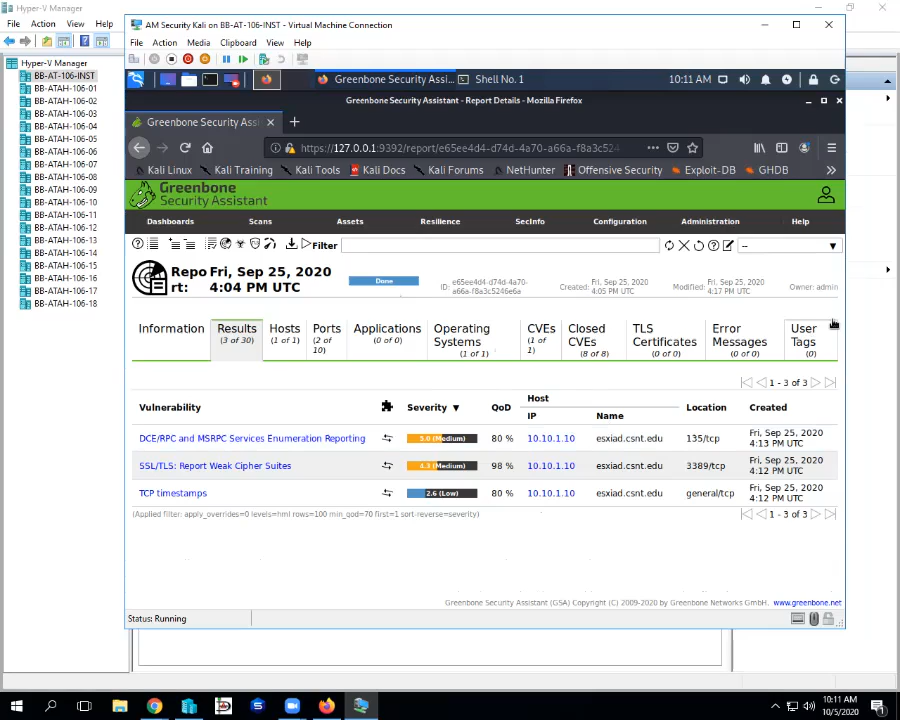 Hyper-V Manager
File Action View Help
Hyper-V Manager
BB-AT-106-INST
BB-ATAH-106-01
BB-ATAH-106-02
BB-ATAH-106-03
BB-ATAH-106-04
BB-ATAH-106-05
BB-ATAH-106-06
BB-ATAH-106-07
BB-ATAH-106-08
BB-ATAH-106-09
BB-ATAH-106-10
BB-ATAH-106-11
BB-ATAH-106-12
BB-ATAH-106-13
BB-ATAH-106-14
BB-ATAH-106-15
BB-ATAH-106-16
BB-ATAH-106-17
BB-ATAH-106-18
AM Security Kali on BB-AT-106-INST - Virtual Machine Connection
File Action Media Clipboard View Help
Greenbone Security Assi... Shell No. 1 10:11 AM
Greenbone Security Assistant - Report Details - Mozilla Firefox
Greenbone Security Assi
https://127.0.0.1:9392/report/e65ee4d4-d74d-4a70-a66a-f8a3c524
Kali Linux Kali Training Kali Tools Kali Docs Kali Forums NetHunter Offensive Security Exploit-DB GHDB
Greenbone
Security Assistant
Dashboards Scans Assets Resilience SecInfo Configuration Administration Help
Filter --
Repo Fri, Sep 25, 2020
rt: 4:04 PM UTC
Done
ID: e65ee4d4-d74d-4a70-
a66a-f8a3c5246e6a
Created: Fri, Sep 25, 2020
4:05 PM UTC
Modified: Fri, Sep 25, 2020
4:17 PM UTC
Owner: admin
Information
Results
(3 of 30)
Hosts
(1 of 1)
Ports
(2 of
10)
Applications
(0 of 0)
Operating
Systems
(1 of 1)
CVEs
(1 of
1)
Closed
CVEs
(8 of 8)
TLS
Certificates
(0 of 0)
Error
Messages
(0 of 0)
User
Tags
(0)
1 - 3 of 3
Vulnerability Severity ▼ QoD Host Location Created
IP Name
DCE/RPC and MSRPC Services Enumeration Reporting 5.0 (Medium) 80 % 10.10.1.10 esxiad.csnt.edu 135/tcp Fri, Sep 25, 2020
4:13 PM UTC
SSL/TLS: Report Weak Cipher Suites 4.3 (Medium) 98 % 10.10.1.10 esxiad.csnt.edu 3389/tcp Fri, Sep 25, 2020
4:12 PM UTC
TCP timestamps 2.6 (Low) 80 % 10.10.1.10 esxiad.csnt.edu general/tcp Fri, Sep 25, 2020
4:12 PM UTC
(Applied filter: apply_overrides=0 levels=hml rows=100 min_qod=70 first=1 sort-reverse=severity)
1 - 3 of 3
Greenbone Security Assistant (GSA) Copyright (C) 2009-2020 by Greenbone Networks GmbH, www.greenbone.net
Status: Running
10:11 AM
10/5/2020
1